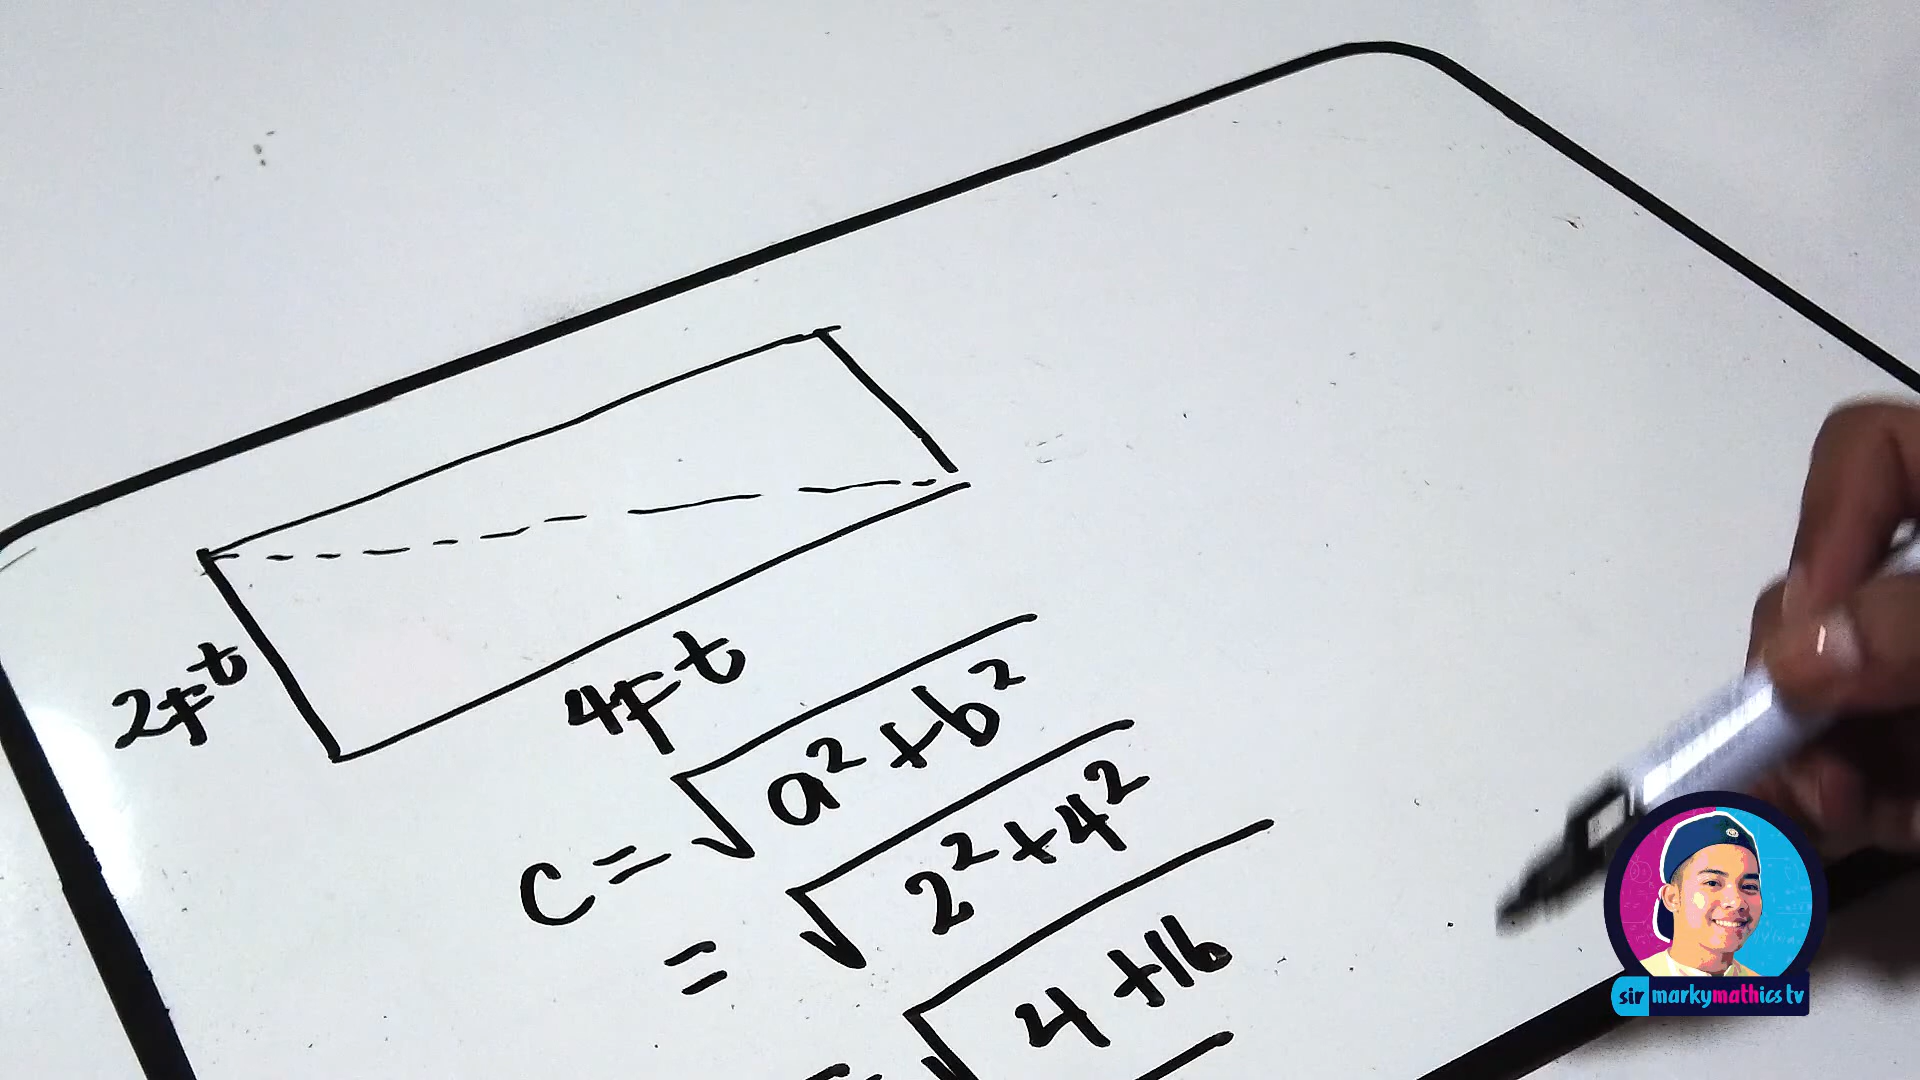 2Ft
4Ft
c = √a² + b²
= √2² + 4²
= √4 + 16
sir markymathics tv